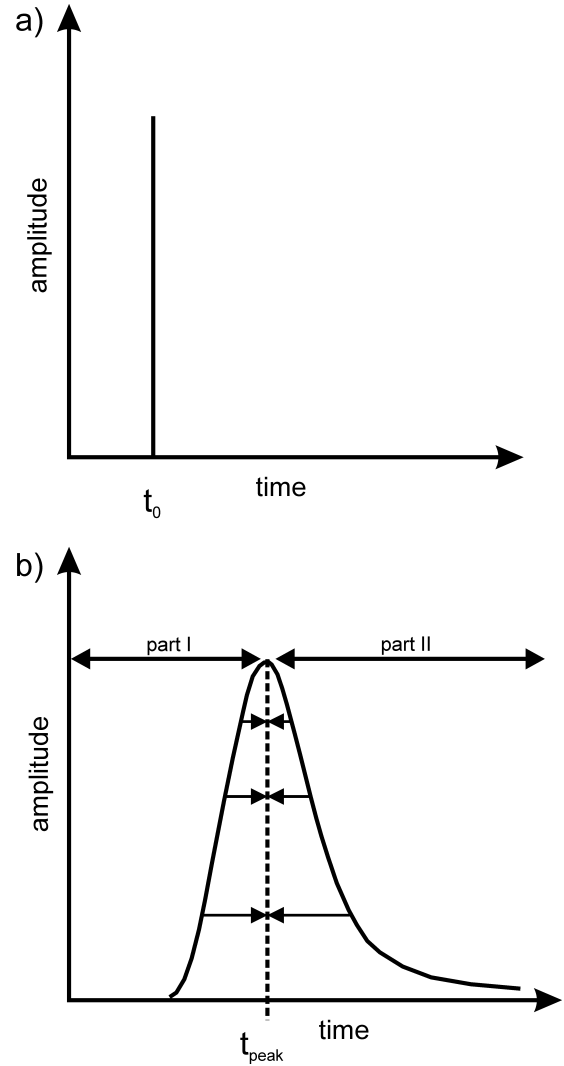 a)
amplitude
time
t₀
b)
part I
part II
amplitude
time
tpeak